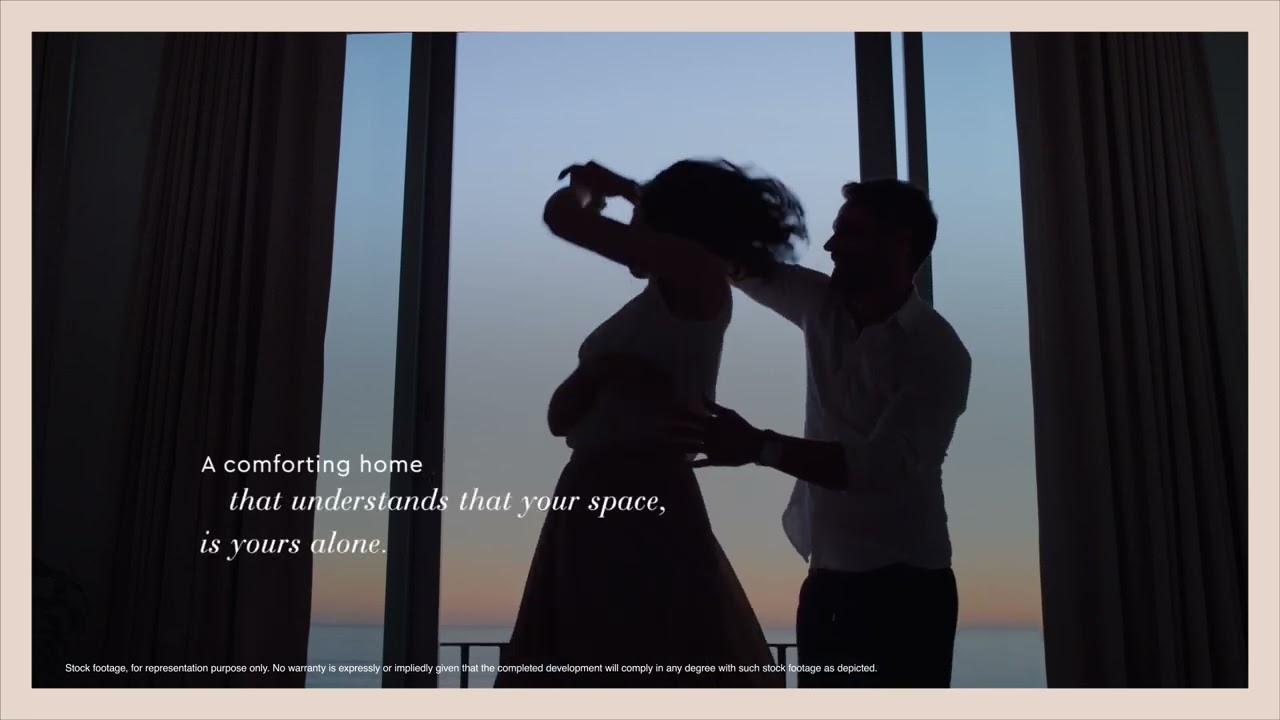 A comforting home
that understands that your space,
is yours alone.
Stock footage, for representation purpose only. No warranty is expressly or impliedly given that the completed development will comply in any degree with such stock footage as depicted.